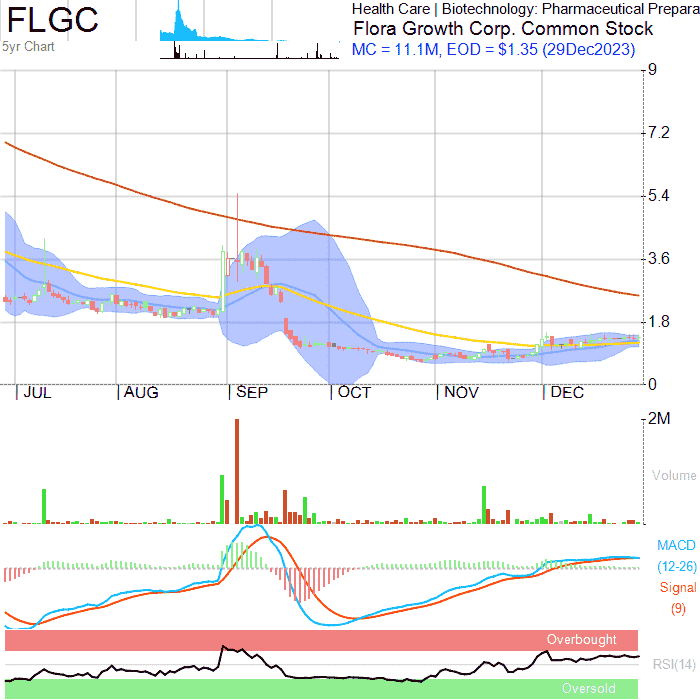 FLGC
5yr Chart
Health Care | Biotechnology: Pharmaceutical Prepara
Flora Growth Corp. Common Stock
MC = 11.1M, EOD = $1.35 (29Dec2023)
9
7.2
5.4
3.6
1.8
0
JUL AUG SEP OCT NOV DEC
2M
Volume
MACD
(12-26)
Signal
(9)
Overbought
RSI(14)
Oversold